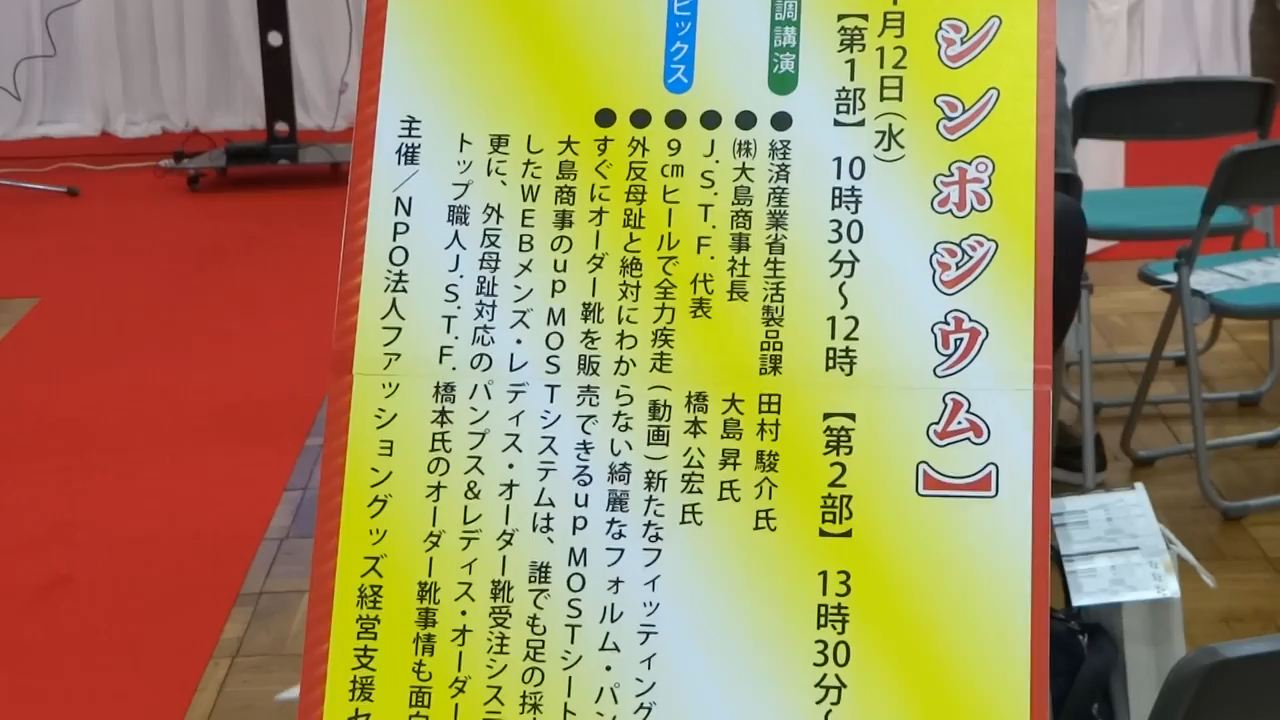 シンポジウム】
月12日(水)
【第1部】 10時30分〜12時 【第2部】 13時30分〜
調講演
●経済産業省生活製品課 田村 駿介 氏
●(株)大島商事社長 大島 昇 氏
●J.S.T.F. 代表 橋本 公宏 氏
ピックス
●9cmヒールで全力疾走(動画)新たなフィッティング
●外反母趾と絶対にわからない綺麗なフォルム・パン
●すぐにオーダー靴を販売できるup MOSTシート
大島商事のup MOSTシステムは、誰でも足の採
したWEBメンズ・レディス・オーダー靴受注システ
更に、外反母趾対応のパンプス&レディス・オーダー
トップ職人J.S.T.F. 橋本氏のオーダー靴事情も面白
主催/NPO法人ファッショングッズ経営支援セ